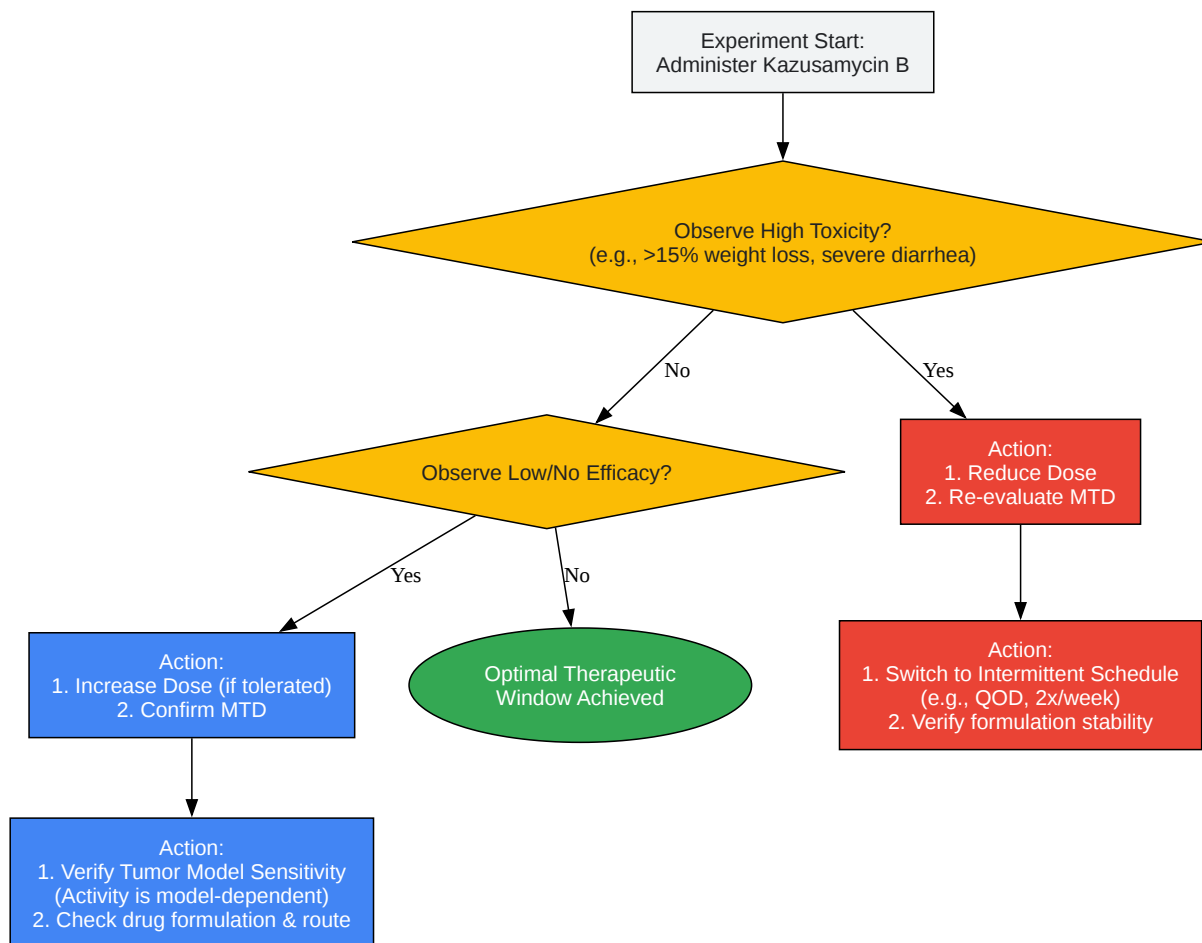 Experiment Start:
Administer Kazusamycin B
Observe High Toxicity?
(e.g., >15% weight loss, severe diarrhea)
No
Yes
Observe Low/No Efficacy?
Action:
1. Reduce Dose
2. Re-evaluate MTD
Yes
No
Action:
1. Increase Dose (if tolerated)
2. Confirm MTD
Optimal Therapeutic
Window Achieved
Action:
1. Switch to Intermittent Schedule
(e.g., QOD, 2x/week)
2. Verify formulation stability
Action:
1. Verify Tumor Model Sensitivity
(Activity is model-dependent)
2. Check drug formulation & route